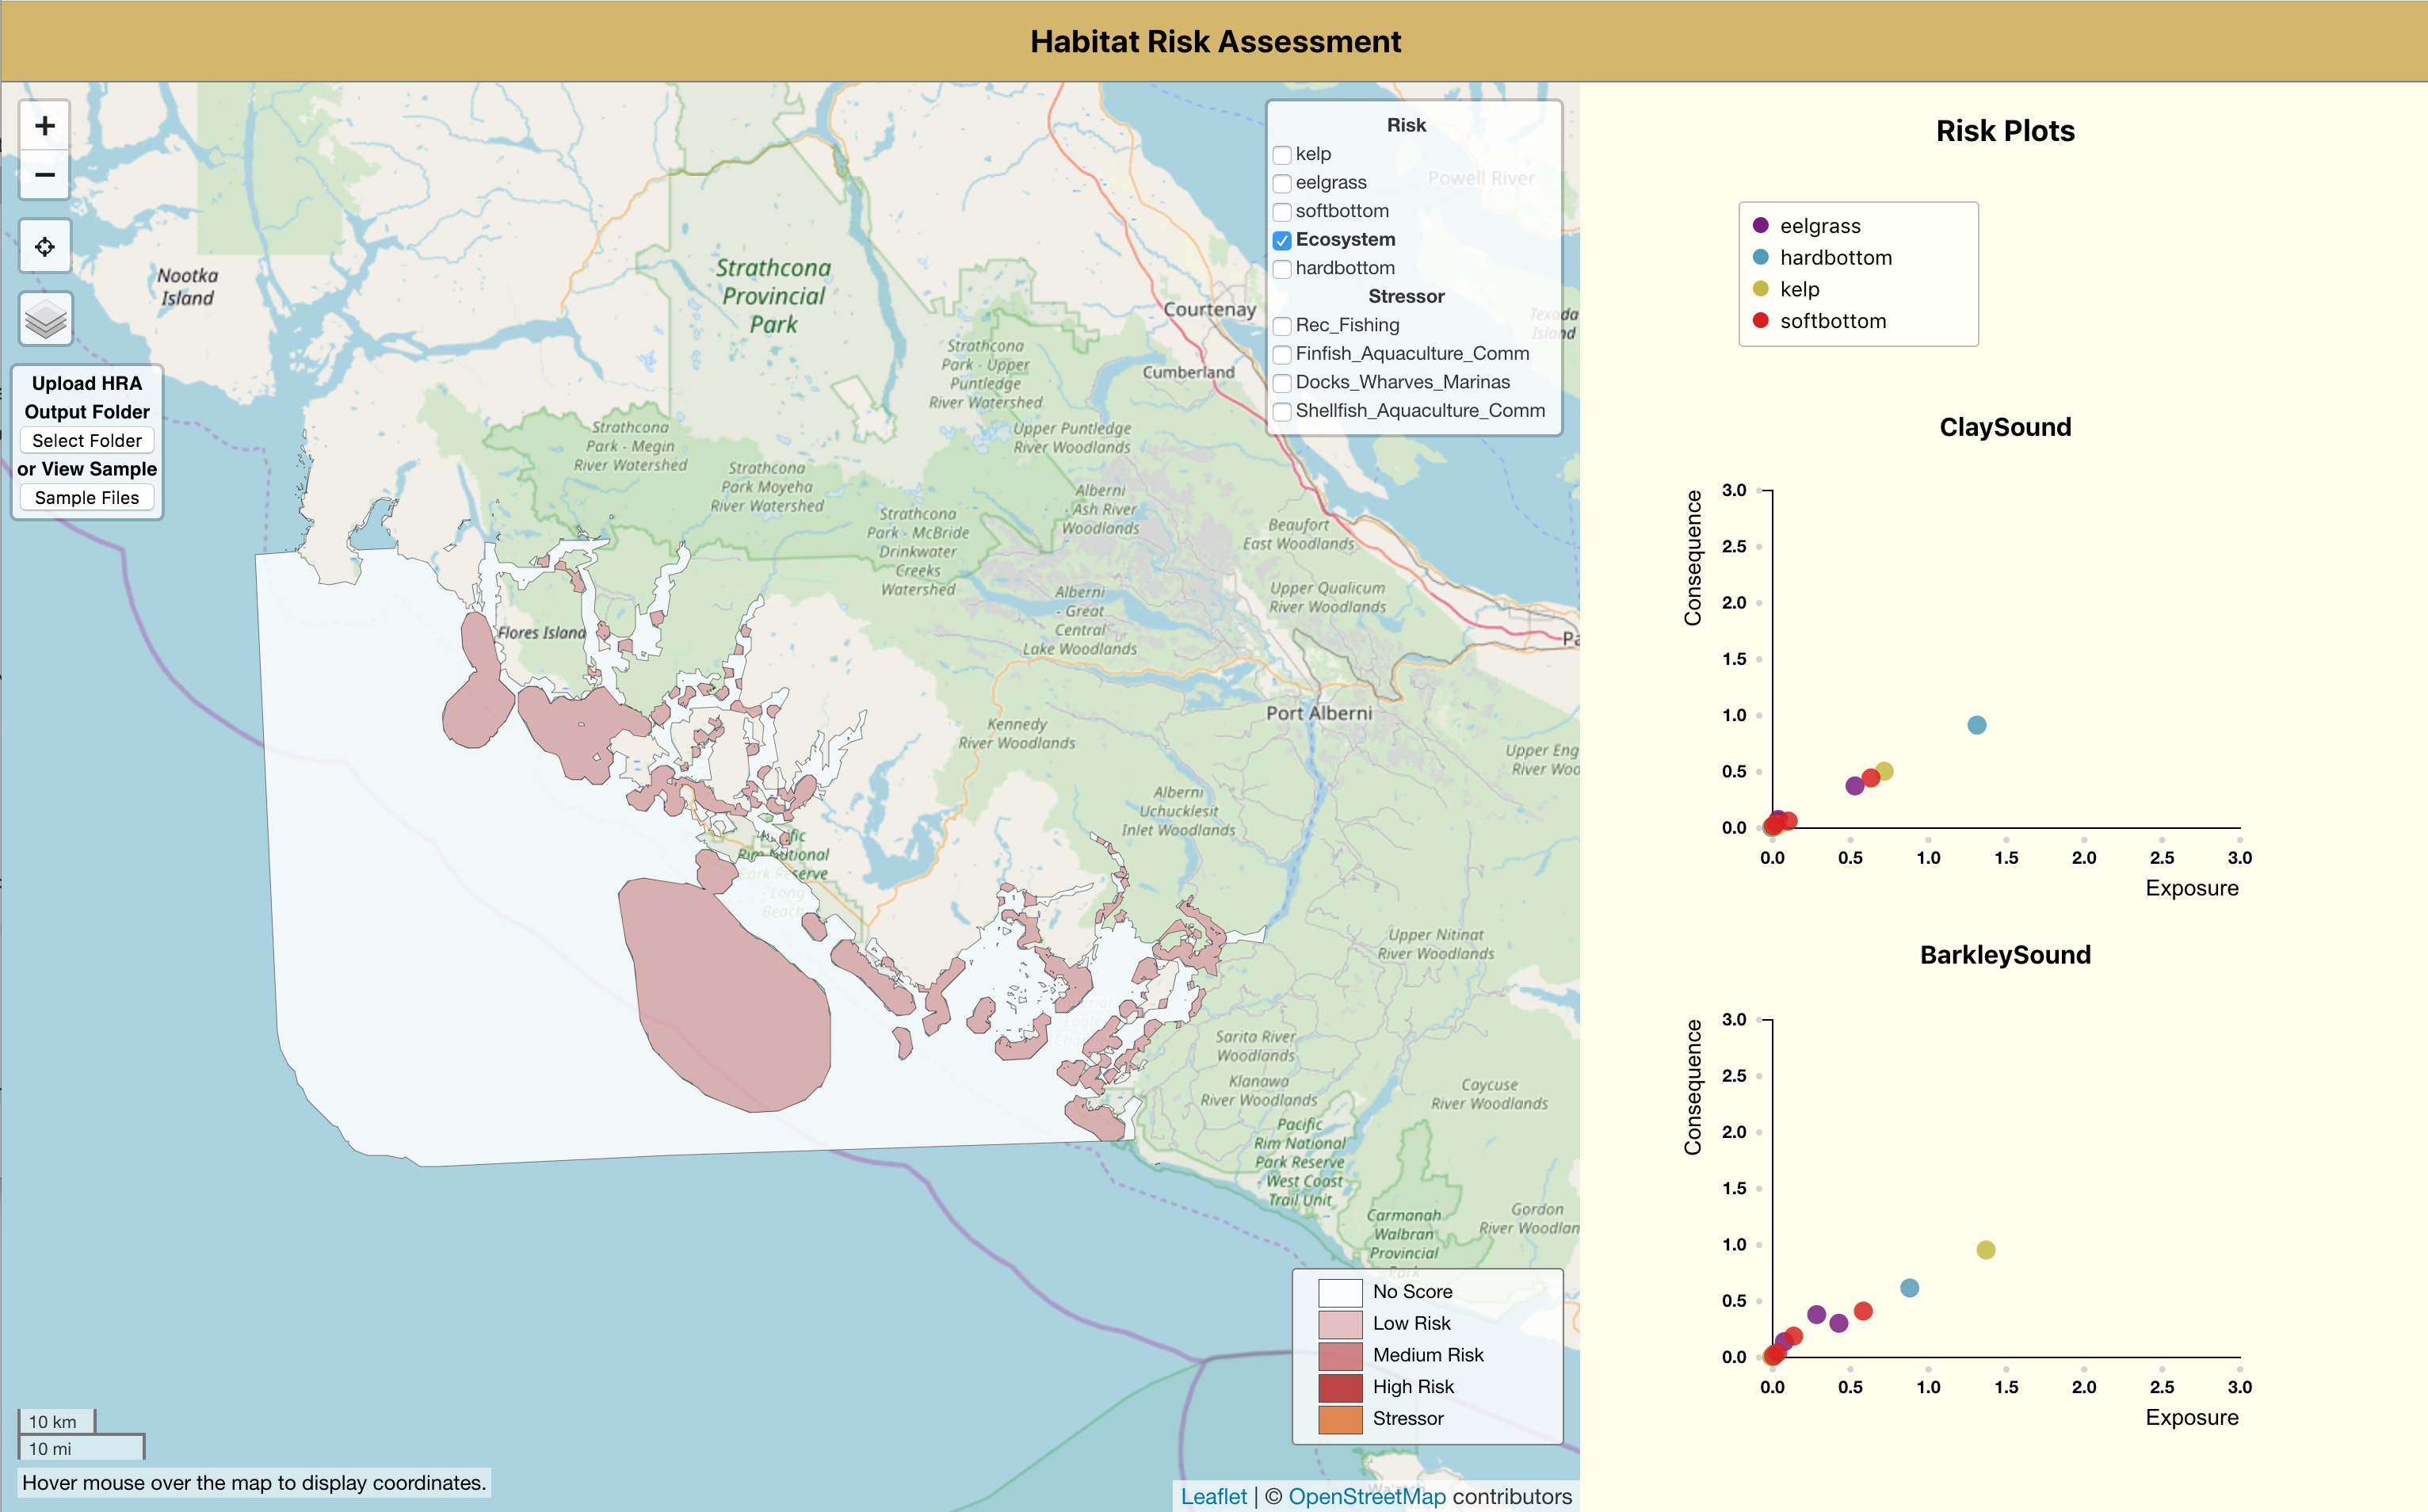 Habitat Risk Assessment
+
−
Upload HRA
Output Folder
Select Folder
or View Sample
Sample Files
Nootka
Island
Strathcona
Provincial
Park
Strathcona
Park - Upper
Puntledge
River Watershed
Strathcona
Park - Megin
River Watershed
Strathcona
Park Moyeha
River Watershed
Strathcona
Park - McBride
Drinkwater
Creeks
Watershed
Upper Puntledge
River Woodlands
Alberni
- Ash River
Woodlands
Beaufort
East Woodlands
Alberni
- Great
Central
Lake Woodlands
Upper Qualicum
River Woodlands
Courtenay
Cumberland
Powell River
Texada
Island
Pa
Flores Island
Port Alberni
Kennedy
River Woodlands
Upper Eng
River Woo
Alberni
Uchucklesit
Inlet Woodlands
Rim National
Park Reserve
- Long
Beach
Upper Nitinat
River Woodlands
Sarita River
Woodlands
Klanawa
River Woodlands
Caycuse
River Woodlands
Pacific
Rim National
Park Reserve
- West Coast
Trail Unit
Carmanah
Walbran
Provincial
Park
Gordon
River Woodlan
Risk
kelp
eelgrass
softbottom
Ecosystem
hardbottom
Stressor
Rec_Fishing
Finfish_Aquaculture_Comm
Docks_Wharves_Marinas
Shellfish_Aquaculture_Comm
No Score
Low Risk
Medium Risk
High Risk
Stressor
10 km
10 mi
Hover mouse over the map to display coordinates.
Leaflet | © OpenStreetMap contributors
Risk Plots
eelgrass
hardbottom
kelp
softbottom
ClaySound
Consequence
3.0
2.5
2.0
1.5
1.0
0.5
0.0
0.0 0.5 1.0 1.5 2.0 2.5 3.0
Exposure
BarkleySound
Consequence
3.0
2.5
2.0
1.5
1.0
0.5
0.0
0.0 0.5 1.0 1.5 2.0 2.5 3.0
Exposure